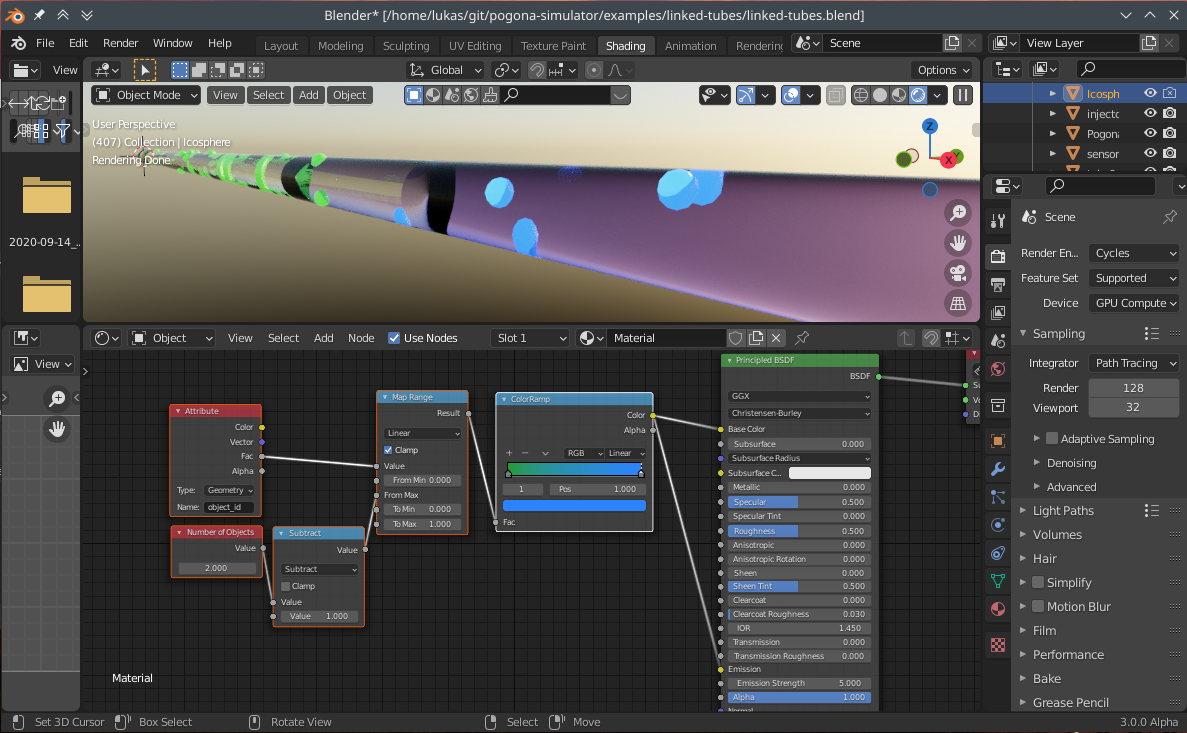 Blender* [/home/lukas/git/pogona-simulator/examples/linked-tubes/linked-tubes.blend]
File Edit Render Window Help
Layout Modeling Sculpting UV Editing Texture Paint Shading Animation Rendering
Scene
View Layer
View
Global
Options
Object Mode View Select Add Object
User Perspective
(407) Collection | Icosphere
Rendering Done
Z
X
Y
2020-09-14_..
Icosph
injecto
Pogona
sensor
Scene
Render En... Cycles
Feature Set Supported
Device GPU Compute
Sampling
Integrator Path Tracing
Render 128
Viewport 32
Adaptive Sampling
Denoising
Advanced
Light Paths
Volumes
Hair
Simplify
Motion Blur
Film
Performance
Bake
Grease Pencil
View
Object View Select Add Node Use Nodes Slot 1 Material
Attribute
Color
Vector
Fac
Alpha
Type: Geometry
Name: object_id
Number of Objects
Value
2.000
Subtract
Value
Subtract
Clamp
Value
Value 1.000
Map Range
Result
Linear
Clamp
Value
From Min 0.000
From Max
To Min 0.000
To Max 1.000
ColorRamp
Color
Alpha
+ − RGB Linear
1 Pos 1.000
Fac
Principled BSDF
BSDF
GGX
Christensen-Burley
Base Color
Subsurface 0.000
Subsurface Radius
Subsurface C...
Metallic 0.000
Specular 0.500
Specular Tint 0.000
Roughness 0.500
Anisotropic 0.000
Anisotropic Rotation 0.000
Sheen 0.000
Sheen Tint 0.500
Clearcoat 0.000
Clearcoat Roughness 0.030
IOR 1.450
Transmission 0.000
Transmission Roughness 0.000
Emission
Emission Strength 5.000
Alpha 1.000
Normal
Material
Set 3D Cursor Box Select Rotate View Select Move 3.0.0 Alpha